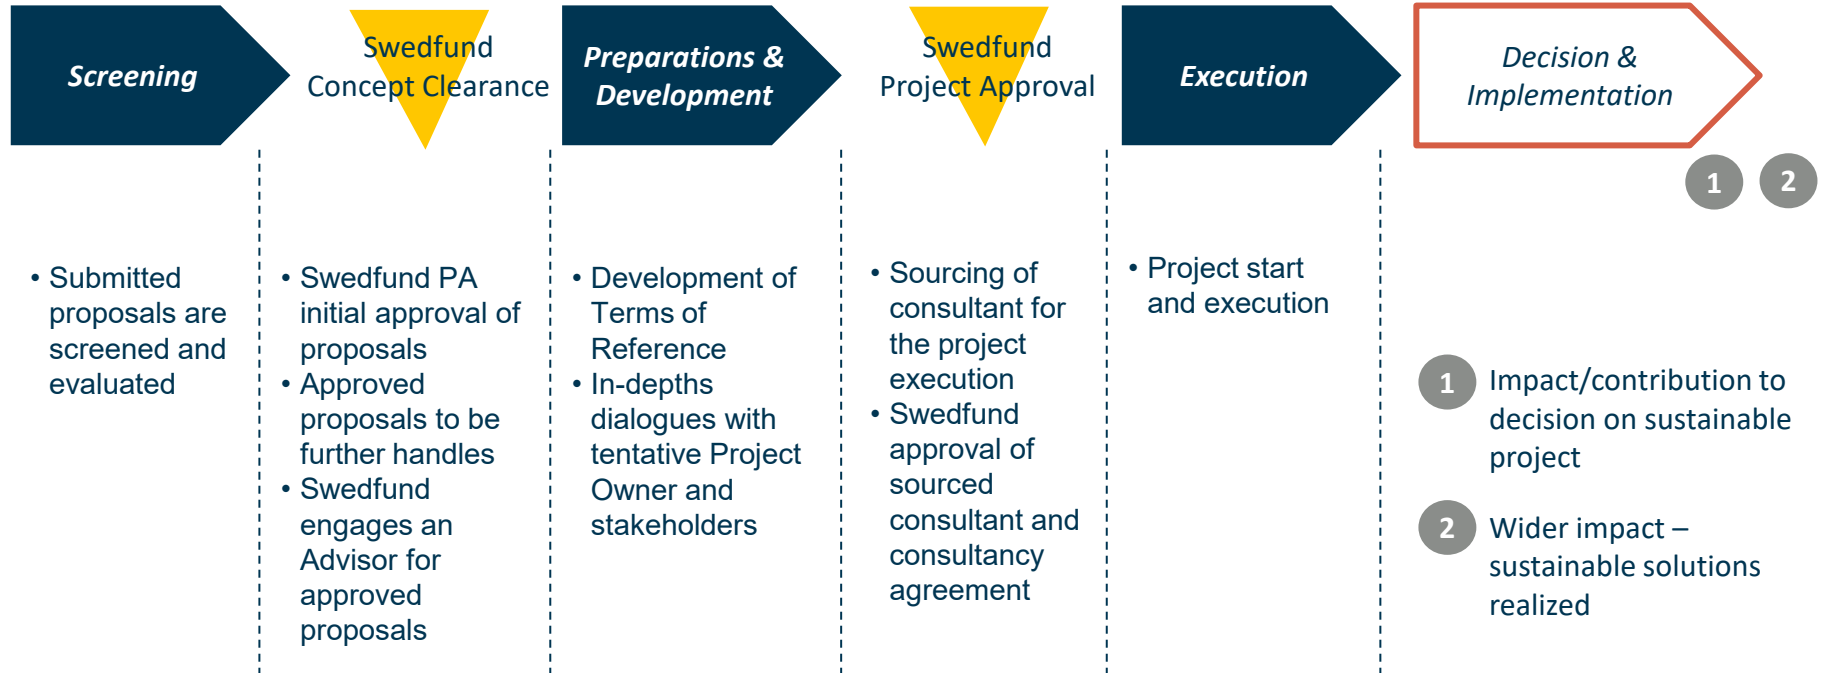 Screening
Swedfund
Concept Clearance
Preparations &
Development
Swedfund
Project Approval
Execution
Decision &
Implementation
1
2
• Submitted
proposals are
screened and
evaluated
• Swedfund PA
initial approval of
proposals
• Approved
proposals to be
further handles
• Swedfund
engages an
Advisor for
approved
proposals
• Development of
Terms of
Reference
• In-depths
dialogues with
tentative Project
Owner and
stakeholders
• Sourcing of
consultant for
the project
execution
• Swedfund
approval of
sourced
consultant and
consultancy
agreement
• Project start
and execution
1
Impact/contribution to
decision on sustainable
project
2
Wider impact –
sustainable solutions
realized